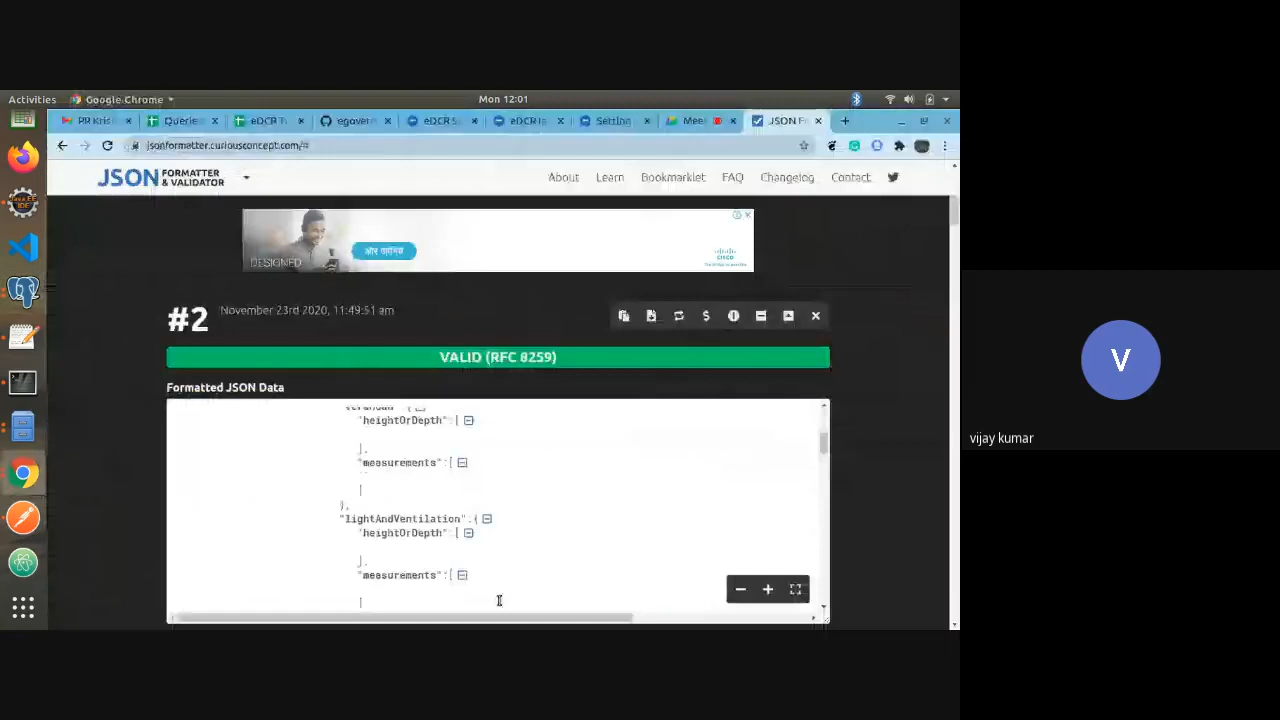 Activities
Google Chrome
Mon 12:01
PR Kris
Querie
eDCR T
egover
eDCR S
eDCR I
Setting
Mee
JSON F
jsonformatter.curiousconcept.com/#
JSON FORMATTER & VALIDATOR
About
Learn
Bookmarklet
FAQ
Changelog
Contact
DESIGNED
और जानिए
CISCO
#2
November 23rd 2020, 11:49:51 am
VALID (RFC 8259)
Formatted JSON Data
"heightOrDepth":[
],
"measurements":[
]
},
"lightAndVentilation":{
"heightOrDepth":[
],
"measurements":[
]
V
vijay kumar